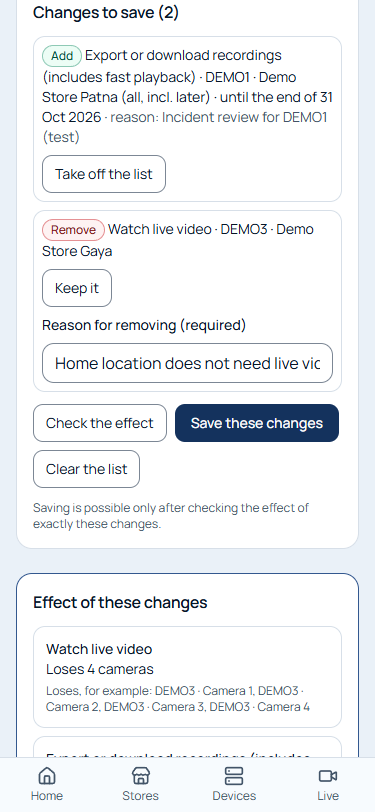 Changes to save (2)
Add Export or download recordings
(includes fast playback) · DEMO1 · Demo
Store Patna (all, incl. later) · until the end of 31
Oct 2026 · reason: Incident review for DEMO1
(test)
Take off the list
Remove Watch live video · DEMO3 · Demo
Store Gaya
Keep it
Reason for removing (required)
Home location does not need live
Check the effect
Save these changes
Clear the list
Saving is possible only after checking the effect of
exactly these changes.
Effect of these changes
Watch live video
Loses 4 cameras
Loses, for example: DEMO3 · Camera 1, DEMO3 ·
Camera 2, DEMO3 · Camera 3, DEMO3 · Camera 4
Home
Stores
Devices
Live